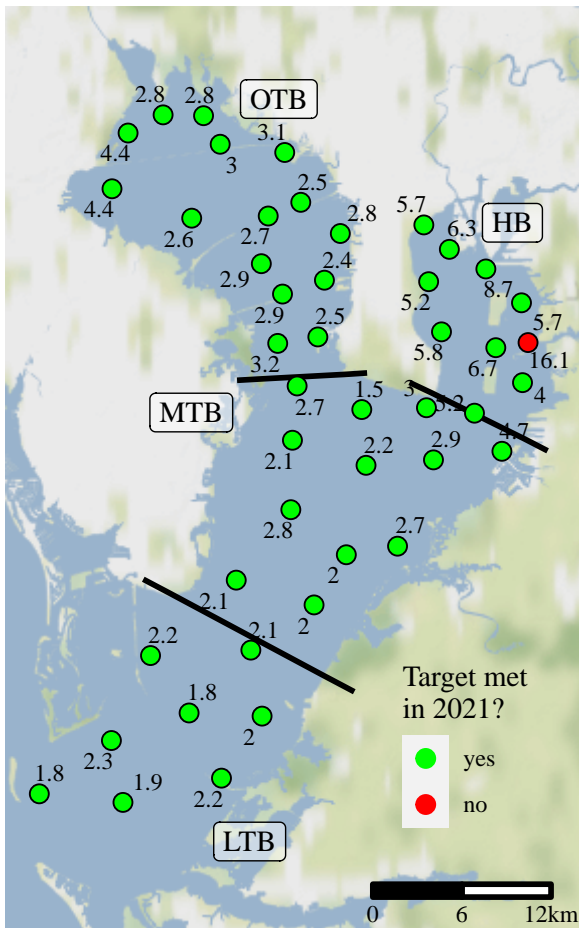 2.8 2.8
OTB
4.4 3 3.1
4.4 2.5
2.6 2.7 2.8
5.7 HB
6.3
2.9 2.4
5.2 8.7
2.9 2.5 5.7
3.2 5.8 6.7 16.1
2.7 1.5 3 5.2 4
MTB
2.1 2.2 2.9 4.7
2.8
2.7
2
2.1 2
2.1
2.2
1.8 2
2.3
1.8 1.9 2.2
LTB
Target met
in 2021?
yes
no
0 6 12km